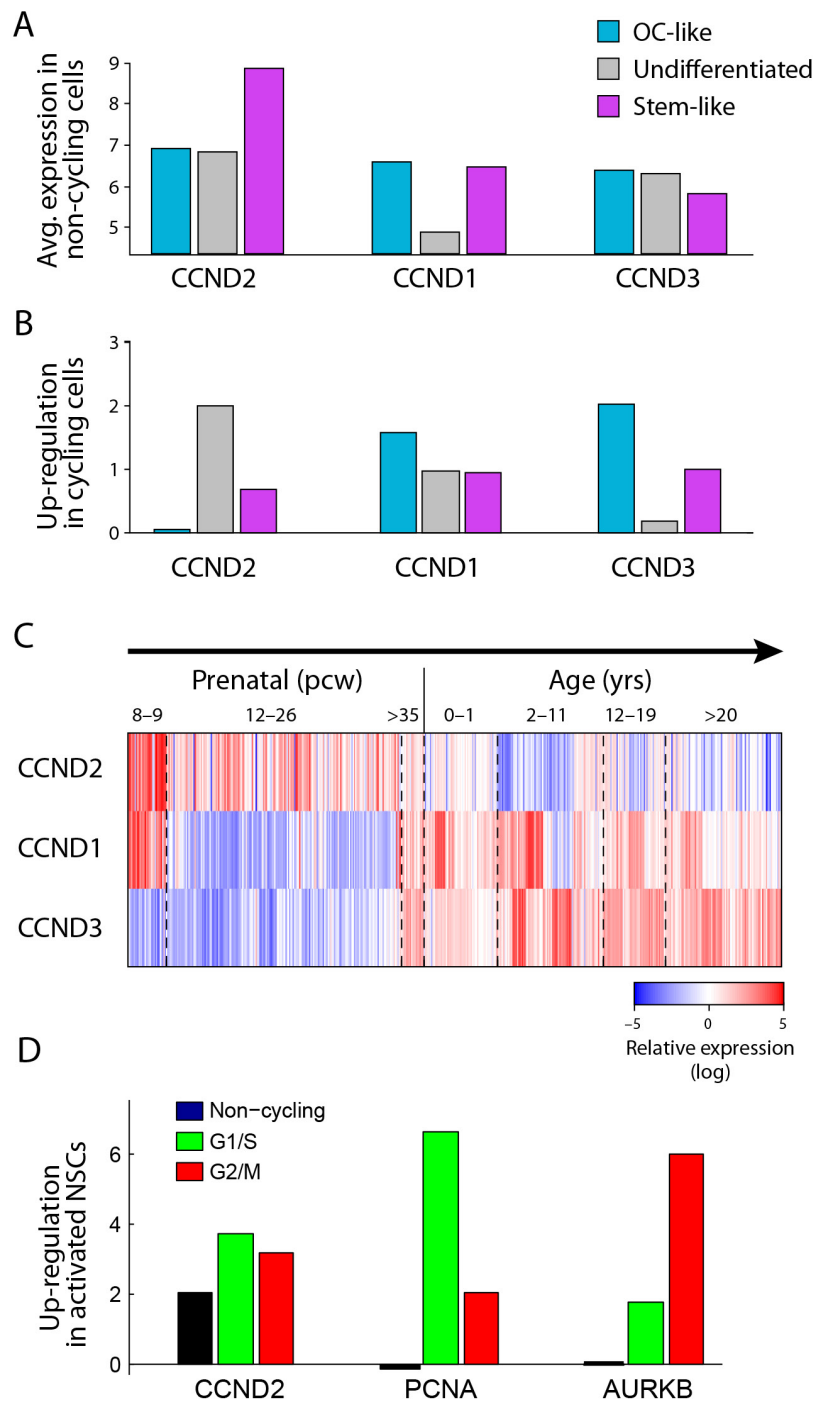 A
OC-like
Undifferentiated
Stem-like
Avg. expression in
non-cycling cells
9
8
7
6
5
CCND2 CCND1 CCND3
B
Up-regulation
in cycling cells
3
2
1
0
CCND2 CCND1 CCND3
C
Prenatal (pcw) Age (yrs)
8–9 12–26 >35 0–1 2–11 12–19 >20
CCND2
CCND1
CCND3
−5 0 5
Relative expression
(log)
D
Non−cycling
G1/S
G2/M
Up-regulation
in activated NSCs
6
4
2
0
CCND2 PCNA AURKB